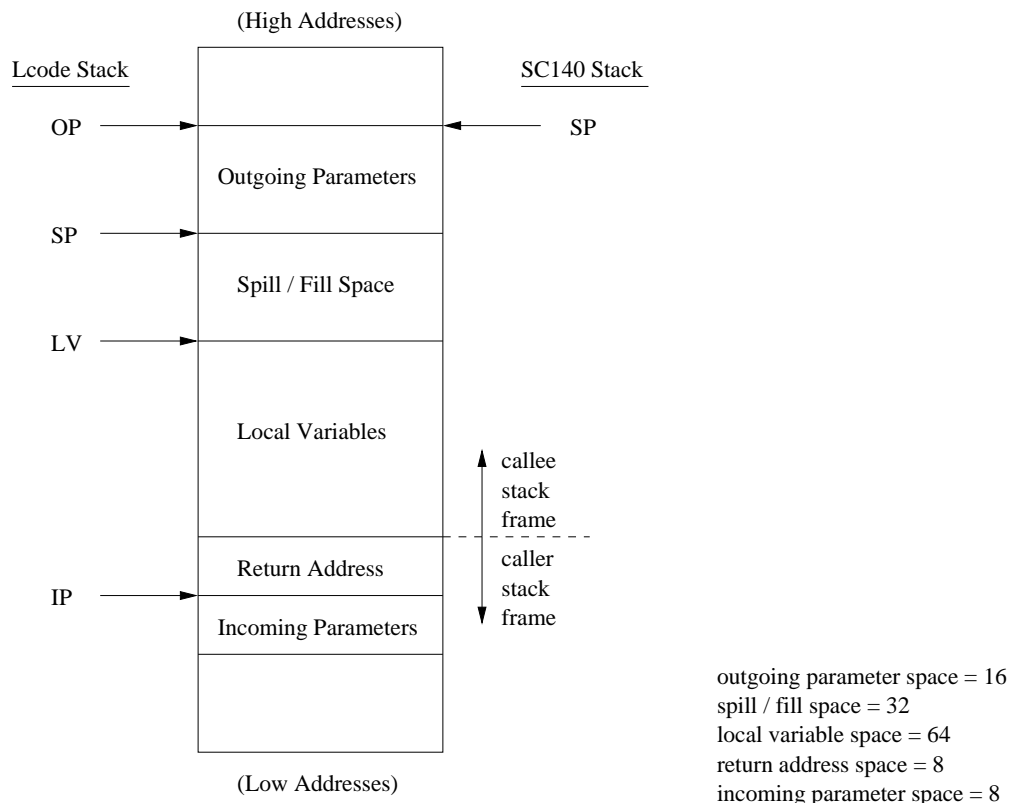 (High Addresses)
Lcode Stack
SC140 Stack
OP
SP
Outgoing Parameters
SP
Spill / Fill Space
LV
Local Variables
callee
stack
frame
Return Address
caller
stack
frame
IP
Incoming Parameters
(Low Addresses)
outgoing parameter space = 16
spill / fill space = 32
local variable space = 64
return address space = 8
incoming parameter space = 8